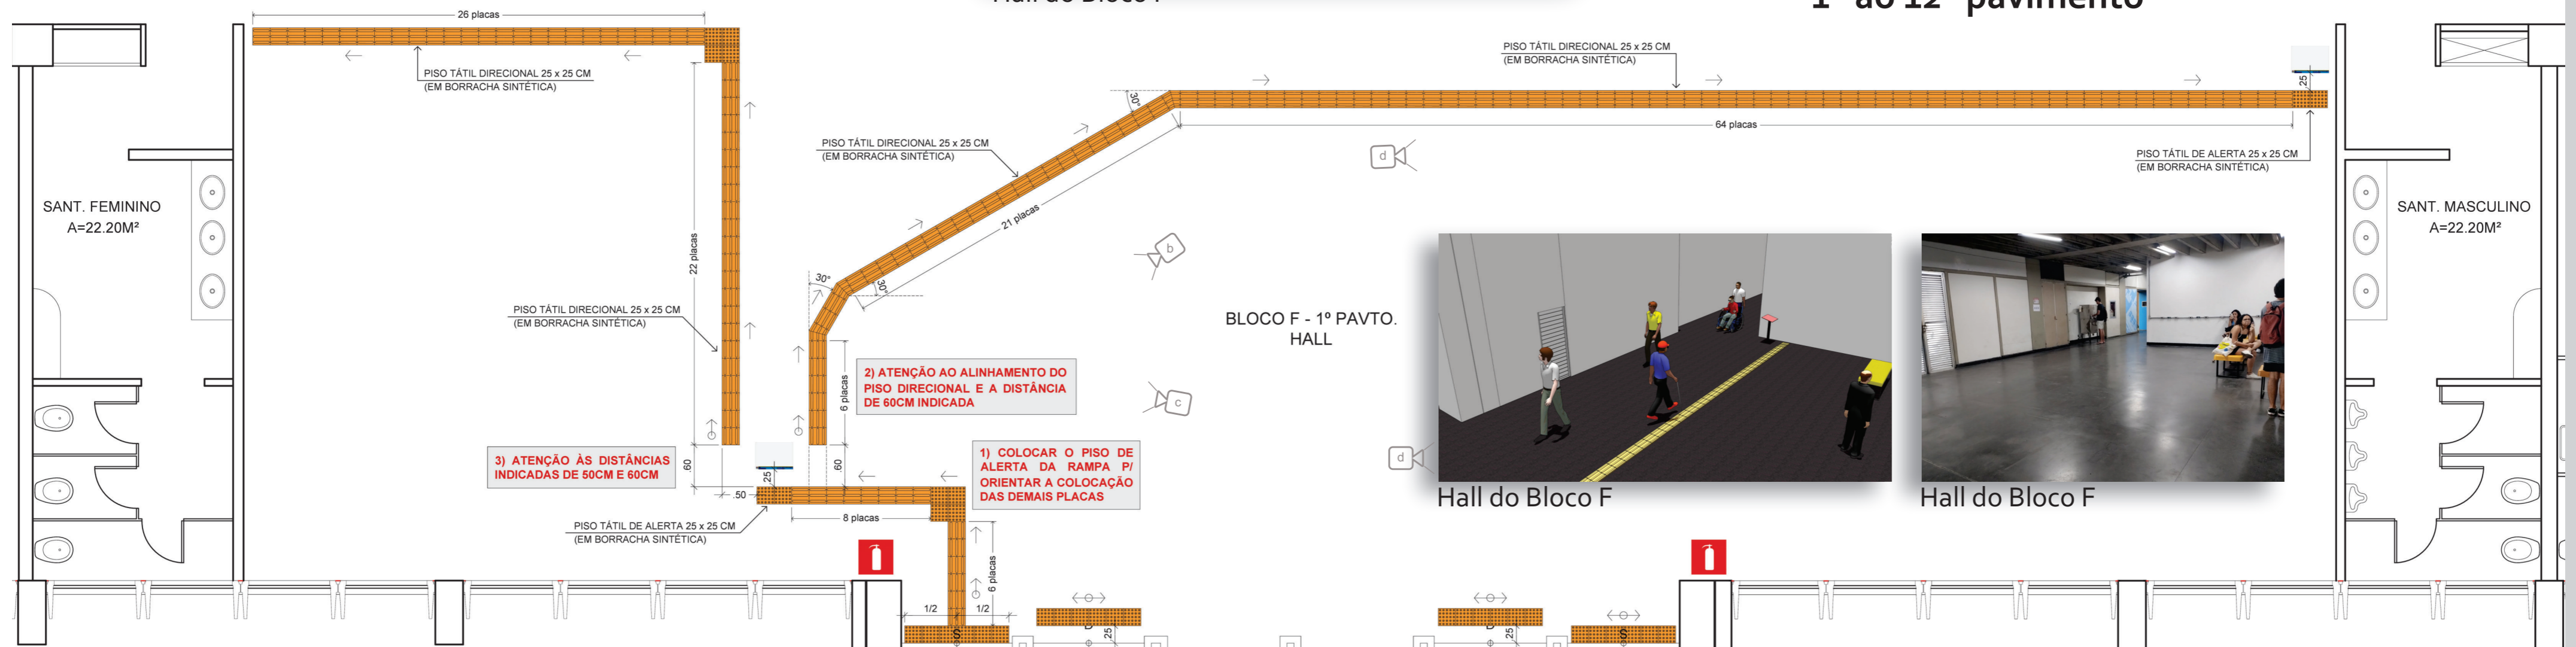 Hall do Bloco F
1º ao 12º pavimento
26 placas
PISO TÁTIL DIRECIONAL 25 x 25 CM
(EM BORRACHA SINTÉTICA)
PISO TÁTIL DIRECIONAL 25 x 25 CM
(EM BORRACHA SINTÉTICA)
.25
30°
64 placas
PISO TÁTIL DIRECIONAL 25 x 25 CM
(EM BORRACHA SINTÉTICA)
d
PISO TÁTIL DE ALERTA 25 x 25 CM
(EM BORRACHA SINTÉTICA)
SANT. FEMININO
A=22.20M²
21 placas
SANT. MASCULINO
A=22.20M²
22 placas
b
30°
30°
PISO TÁTIL DIRECIONAL 25 x 25 CM
(EM BORRACHA SINTÉTICA)
BLOCO F - 1º PAVTO.
HALL
6 placas
2) ATENÇÃO AO ALINHAMENTO DO
PISO DIRECIONAL E A DISTÂNCIA
DE 60CM INDICADA
c
3) ATENÇÃO ÀS DISTÂNCIAS
INDICADAS DE 50CM E 60CM
.60
.25
.60
1) COLOCAR O PISO DE
ALERTA DA RAMPA P/
ORIENTAR A COLOCAÇÃO
DAS DEMAIS PLACAS
d
.50
Hall do Bloco F
Hall do Bloco F
8 placas
PISO TÁTIL DE ALERTA 25 x 25 CM
(EM BORRACHA SINTÉTICA)
6 placas
1/2
1/2
S
.25
.25
S